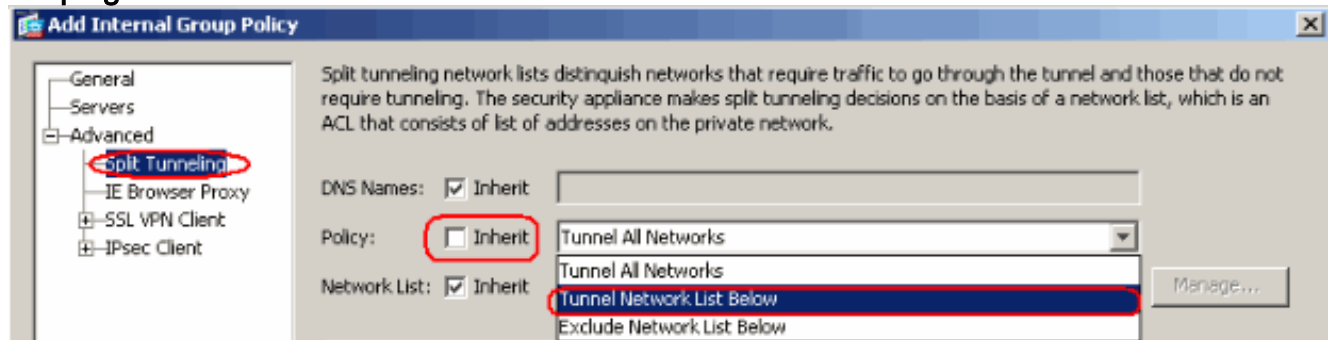 Add Internal Group Policy
General
Servers
Advanced
Split Tunneling
IE Browser Proxy
SSL VPN Client
IPsec Client
Split tunneling network lists distinguish networks that require traffic to go through the tunnel and those that do not
require tunneling. The security appliance makes split tunneling decisions on the basis of a network list, which is an
ACL that consists of list of addresses on the private network.
DNS Names: Inherit
Policy: Inherit Tunnel All Networks
Tunnel All Networks
Network List: Inherit Tunnel Network List Below Manage...
Exclude Network List Below